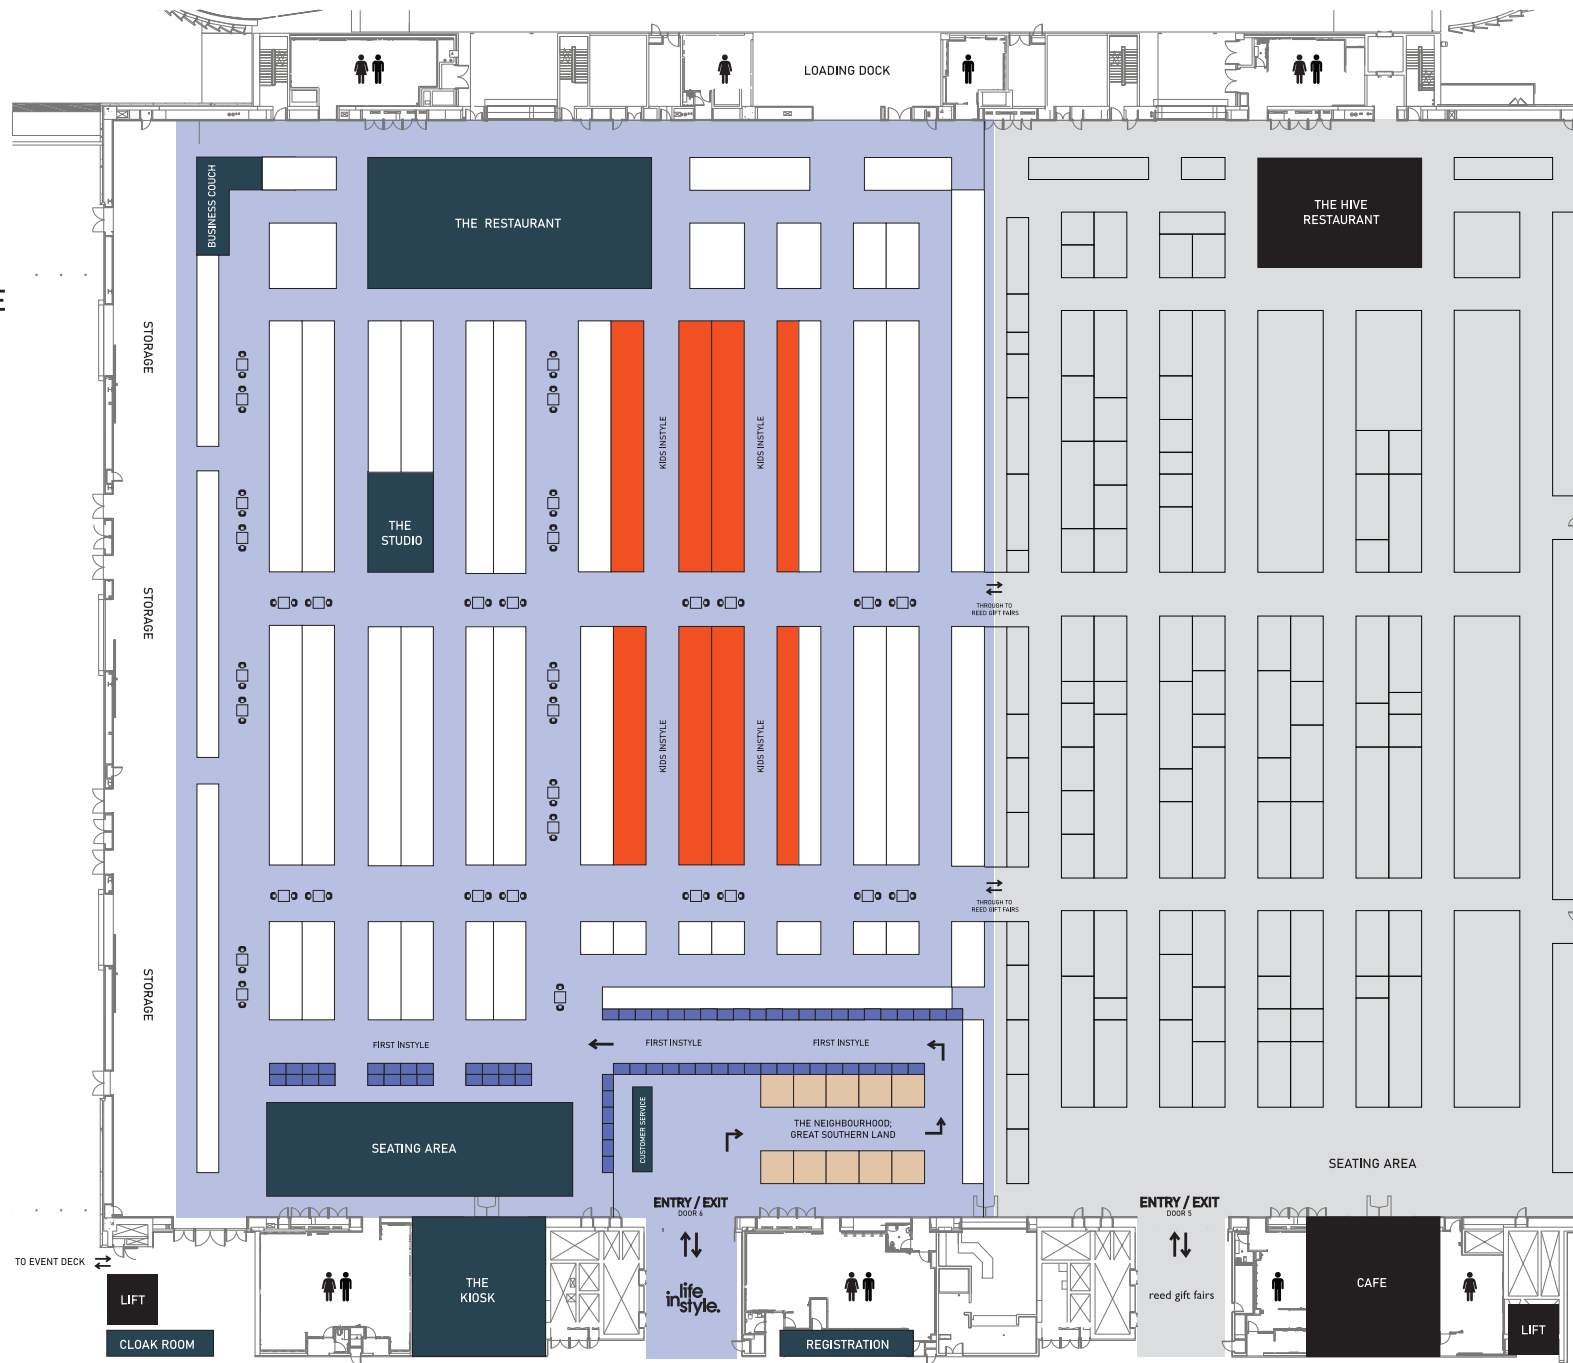 LOADING DOCK
BUSINESS COUCH
THE RESTAURANT
THE HIVE
RESTAURANT
E
STORAGE
KIDS INSTYLE
KIDS INSTYLE
THE
STUDIO
STORAGE
THROUGH TO
REED GIFT FAIRS
KIDS INSTYLE
KIDS INSTYLE
THROUGH TO
REED GIFT FAIRS
STORAGE
FIRST INSTYLE
FIRST INSTYLE
FIRST INSTYLE
CUSTOMER SERVICE
THE NEIGHBOURHOOD;
GREAT SOUTHERN LAND
SEATING AREA
SEATING AREA
ENTRY / EXIT
DOOR 6
ENTRY / EXIT
DOOR 5
TO EVENT DECK
LIFT
THE
KIOSK
life
instyle.
reed gift fairs
CAFE
LIFT
CLOAK ROOM
REGISTRATION